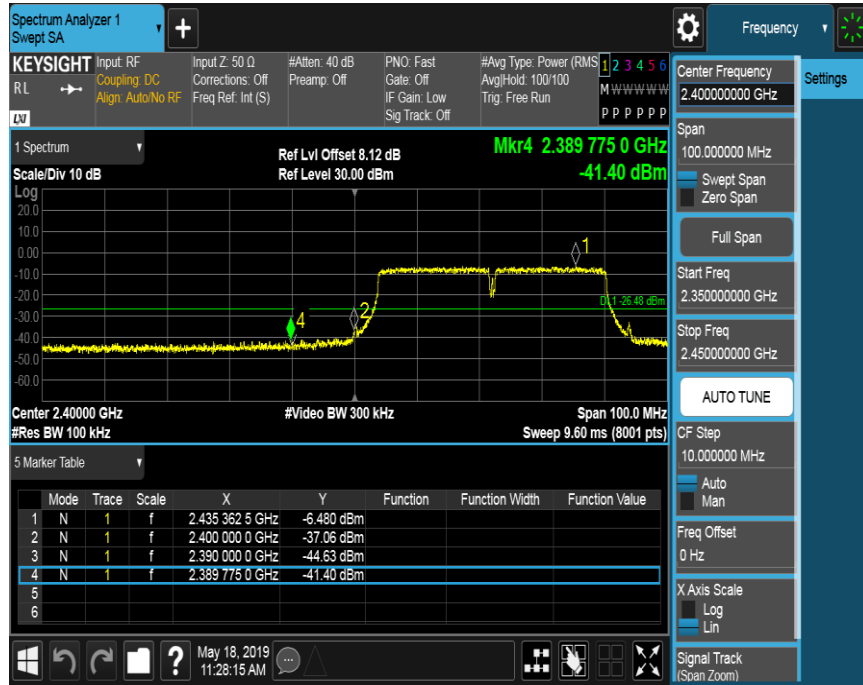 Spectrum Analyzer 1
Swept SA
+
Frequency
KEYSIGHT
RL
LXI
Input: RF
Coupling: DC
Align: Auto/No RF
Input Z: 50 Ω
Corrections: Off
Freq Ref: Int (S)
#Atten: 40 dB
Preamp: Off
PNO: Fast
Gate: Off
IF Gain: Low
Sig Track: Off
#Avg Type: Power (RMS
Avg|Hold: 100/100
Trig: Free Run
1 2 3 4 5 6
M W W W W W
P P P P P P
Center Frequency
2.400000000 GHz
Settings
Span
100.000000 MHz
Swept Span
Zero Span
Full Span
Start Freq
2.350000000 GHz
Stop Freq
2.450000000 GHz
AUTO TUNE
CF Step
10.000000 MHz
Auto
Man
Freq Offset
0 Hz
X Axis Scale
Log
Lin
Signal Track
(Span Zoom)
1 Spectrum
Scale/Div 10 dB
Ref Lvl Offset 8.12 dB
Ref Level 30.00 dBm
Mkr4 2.389 775 0 GHz
-41.40 dBm
Log
20.0
10.0
0.00
-10.0
-20.0
-30.0
-40.0
-50.0
-60.0
1
2
4
DL1 -26.48 dBm
Center 2.40000 GHz
#Video BW 300 kHz
Span 100.0 MHz
#Res BW 100 kHz
Sweep 9.60 ms (8001 pts)
5 Marker Table
Mode Trace Scale X Y Function Function Width Function Value
1 N 1 f 2.435 362 5 GHz -6.480 dBm
2 N 1 f 2.400 000 0 GHz -37.06 dBm
3 N 1 f 2.390 000 0 GHz -44.63 dBm
4 N 1 f 2.389 775 0 GHz -41.40 dBm
5
6
?
May 18, 2019
11:28:15 AM